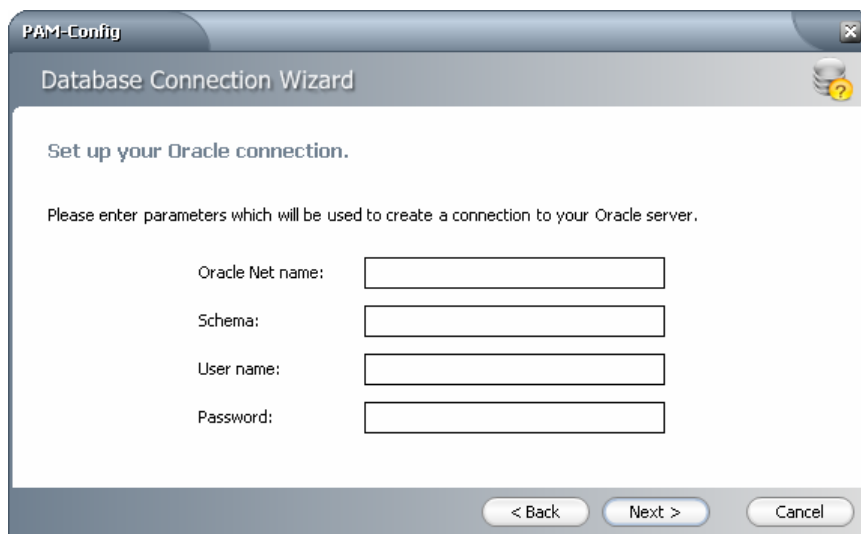 PAM-Config
Database Connection Wizard
Set up your Oracle connection.
Please enter parameters which will be used to create a connection to your Oracle server.
Oracle Net name:
Schema:
User name:
Password:
< Back Next > Cancel